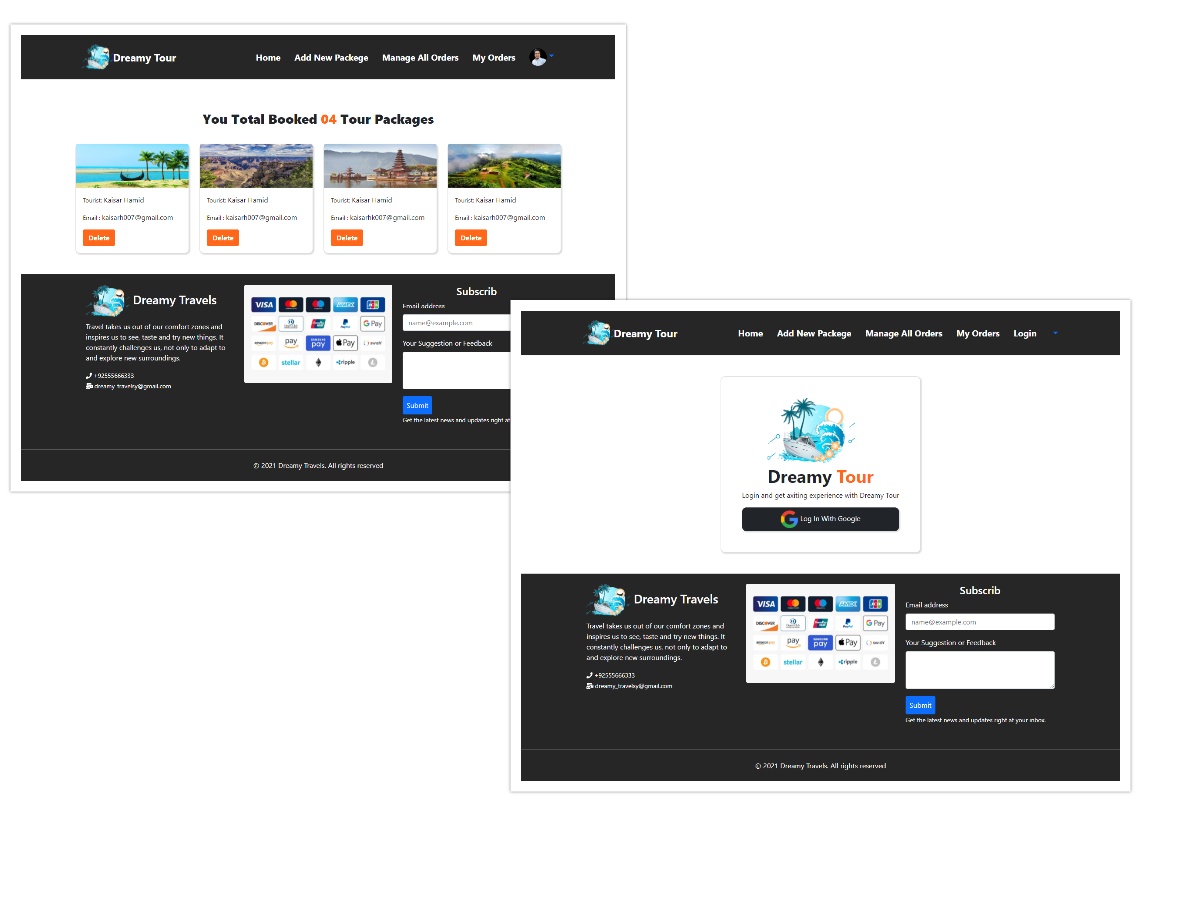 Dreamy Tour
Home Add New Packege Manage All Orders My Orders
You Total Booked 04 Tour Packages
Tourist: Kaisar Hamid
Email : kaisarh007@gmail.com
Delete
Tourist: Kaisar Hamid
Email : kaisarh007@gmail.com
Delete
Tourist: Kaisar Hamid
Email : kaisarhk007@gmail.com
Delete
Tourist: Kaisar Hamid
Email : kaisarh007@gmail.com
Delete
Dreamy Travels
Travel takes us out of our comfort zones and
inspires us to see, taste and try new things. It
constantly challenges us, not only to adapt to
and explore new surroundings.
+92555666333
dreamy_travelsy@gmail.com
VISA
DISCOVER PayPal G Pay
pay Pay
stellar ripple
Subscrib
Email address
name@example.com
Your Suggestion or Feedback
Submit
Get the latest news and updates right at
© 2021 Dreamy Travels. All rights reserved
Dreamy Tour
Home Add New Packege Manage All Orders My Orders Login
Dreamy Tour
Login and get axiting experience with Dreamy Tour
Log In With Google
Dreamy Travels
Travel takes us out of our comfort zones and
inspires us to see, taste and try new things. It
constantly challenges us, not only to adapt to
and explore new surroundings.
+92555666333
dreamy_travelsy@gmail.com
VISA
DISCOVER PayPal G Pay
pay Pay
stellar ripple
Subscrib
Email address
name@example.com
Your Suggestion or Feedback
Submit
Get the latest news and updates right at your inbox.
© 2021 Dreamy Travels. All rights reserved